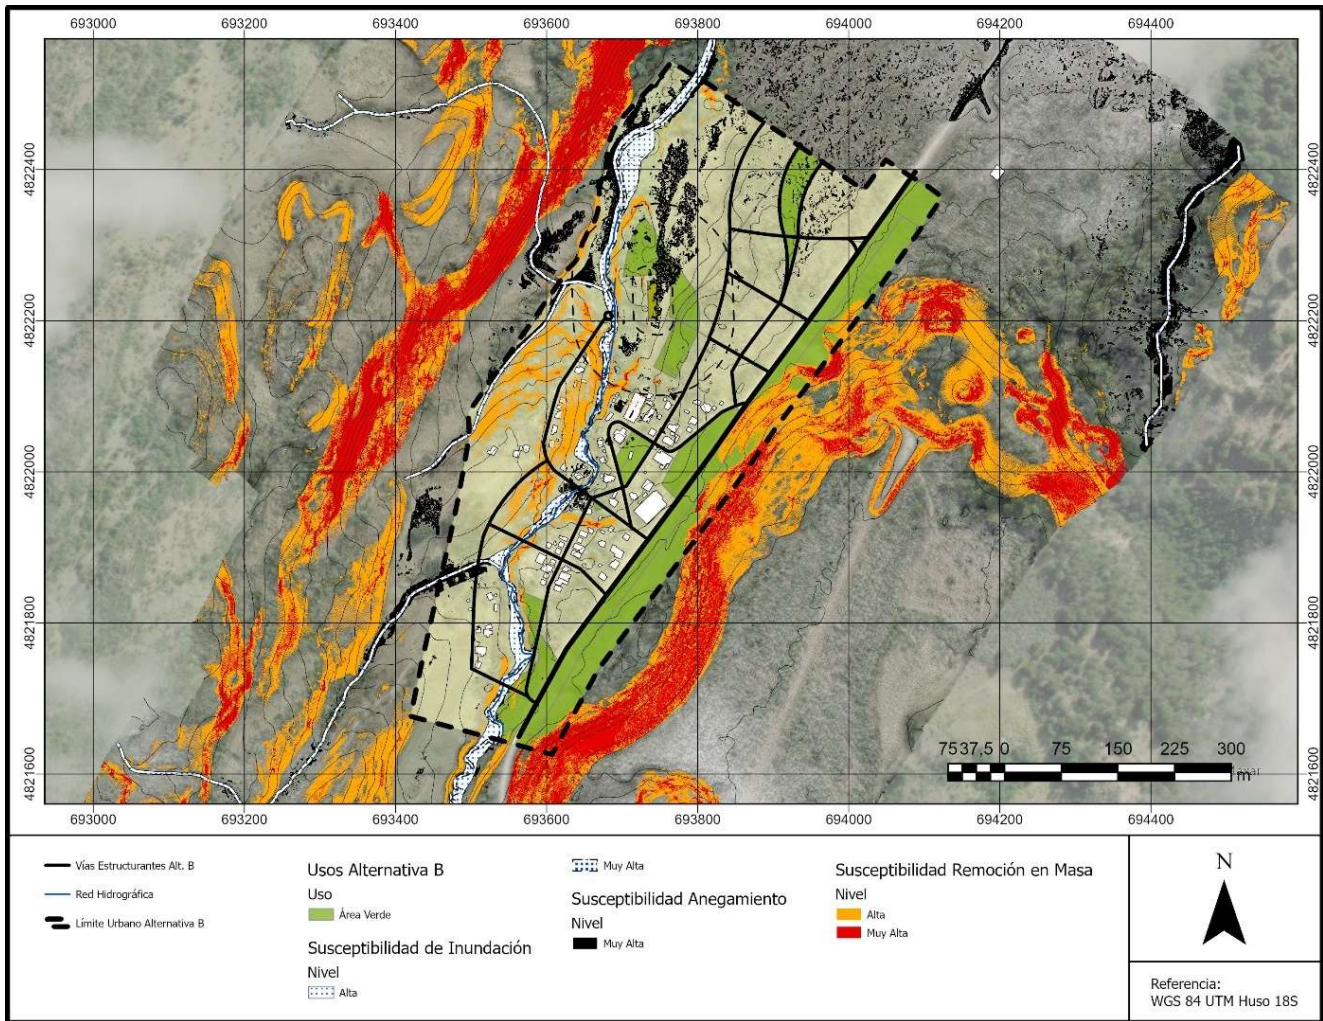 693000 693200 693400 693600 693800 694000 694200 694400
4822400 4822400
4822200 4822200
4822000 4822000
4821800 4821800
4821600 4821600
75 37,5 0 75 150 225 300
m
693000 693200 693400 693600 693800 694000 694200 694400
Vías Estructurantes Alt. B
Red Hidrográfica
Límite Urbano Alternativa B
Usos Alternativa B
Uso
Área Verde
Susceptibilidad de Inundación
Nivel
Alta
Muy Alta
Susceptibilidad Anegamiento
Nivel
Muy Alta
Susceptibilidad Remoción en Masa
Nivel
Alta
Muy Alta
N
Referencia:
WGS 84 UTM Huso 18S